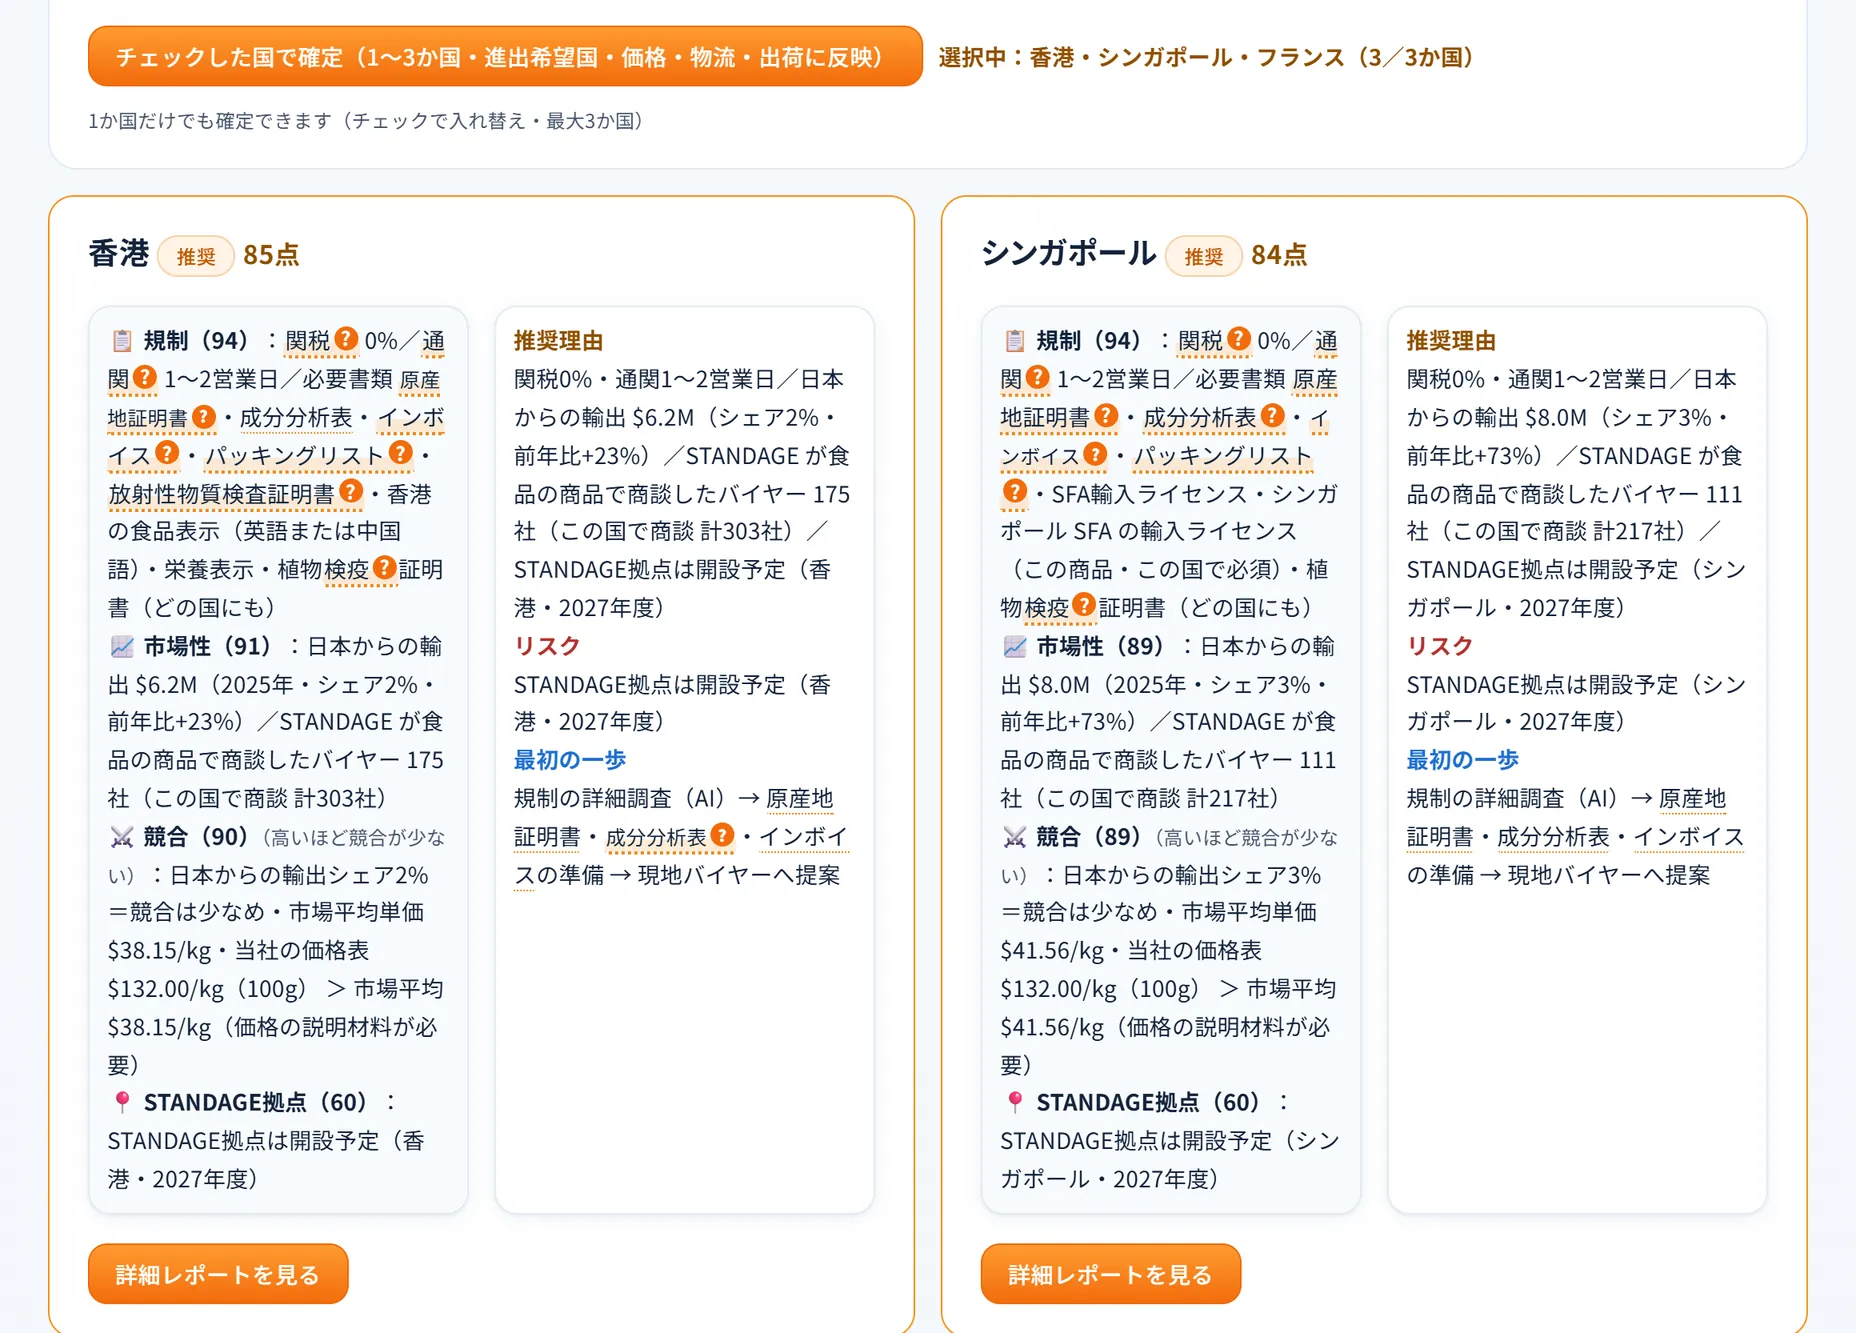 チェックした国で確定（1〜3か国・進出希望国・価格・物流・出荷に反映）
選択中：香港・シンガポール・フランス（3／3か国）
1か国だけでも確定できます（チェックで入れ替え・最大3か国）
香港 推奨 85点
規制（94）：関税? 0%／通
関? 1〜2営業日／必要書類 原産
地証明書?・成分分析表・インボ
イス?・パッキングリスト?・
放射性物質検査証明書?・香港
の食品表示（英語または中国
語）・栄養表示・植物検疫?証明
書（どの国にも）
市場性（91）：日本からの輸
出 $6.2M（2025年・シェア2%・
前年比+23%）／STANDAGE が食
品の商品で商談したバイヤー 175
社（この国で商談 計303社）
競合（90）（高いほど競合が少な
い）：日本からの輸出シェア2%
＝競合は少なめ・市場平均単価
$38.15/kg・当社の価格表
$132.00/kg（100g） ＞ 市場平均
$38.15/kg（価格の説明材料が必
要）
STANDAGE拠点（60）：
STANDAGE拠点は開設予定（香
港・2027年度）
推奨理由
関税0%・通関1〜2営業日／日本
からの輸出 $6.2M（シェア2%・
前年比+23%）／STANDAGE が食
品の商品で商談したバイヤー 175
社（この国で商談 計303社）／
STANDAGE拠点は開設予定（香
港・2027年度）
リスク
STANDAGE拠点は開設予定（香
港・2027年度）
最初の一歩
規制の詳細調査（AI）→ 原産地
証明書・成分分析表?・インボイ
スの準備 → 現地バイヤーへ提案
詳細レポートを見る
シンガポール 推奨 84点
規制（94）：関税? 0%／通
関? 1〜2営業日／必要書類 原産
地証明書?・成分分析表?・イ
ンボイス?・パッキングリスト
?・SFA輸入ライセンス・シンガ
ポール SFA の輸入ライセンス
（この商品・この国で必須）・植
物検疫?証明書（どの国にも）
市場性（89）：日本からの輸
出 $8.0M（2025年・シェア3%・
前年比+73%）／STANDAGE が食
品の商品で商談したバイヤー 111
社（この国で商談 計217社）
競合（89）（高いほど競合が少な
い）：日本からの輸出シェア3%
＝競合は少なめ・市場平均単価
$41.56/kg・当社の価格表
$132.00/kg（100g） ＞ 市場平均
$41.56/kg（価格の説明材料が必
要）
STANDAGE拠点（60）：
STANDAGE拠点は開設予定（シン
ガポール・2027年度）
推奨理由
関税0%・通関1〜2営業日／日本
からの輸出 $8.0M（シェア3%・
前年比+73%）／STANDAGE が食
品の商品で商談したバイヤー 111
社（この国で商談 計217社）／
STANDAGE拠点は開設予定（シン
ガポール・2027年度）
リスク
STANDAGE拠点は開設予定（シン
ガポール・2027年度）
最初の一歩
規制の詳細調査（AI）→ 原産地
証明書・成分分析表・インボイス
の準備 → 現地バイヤーへ提案
詳細レポートを見る